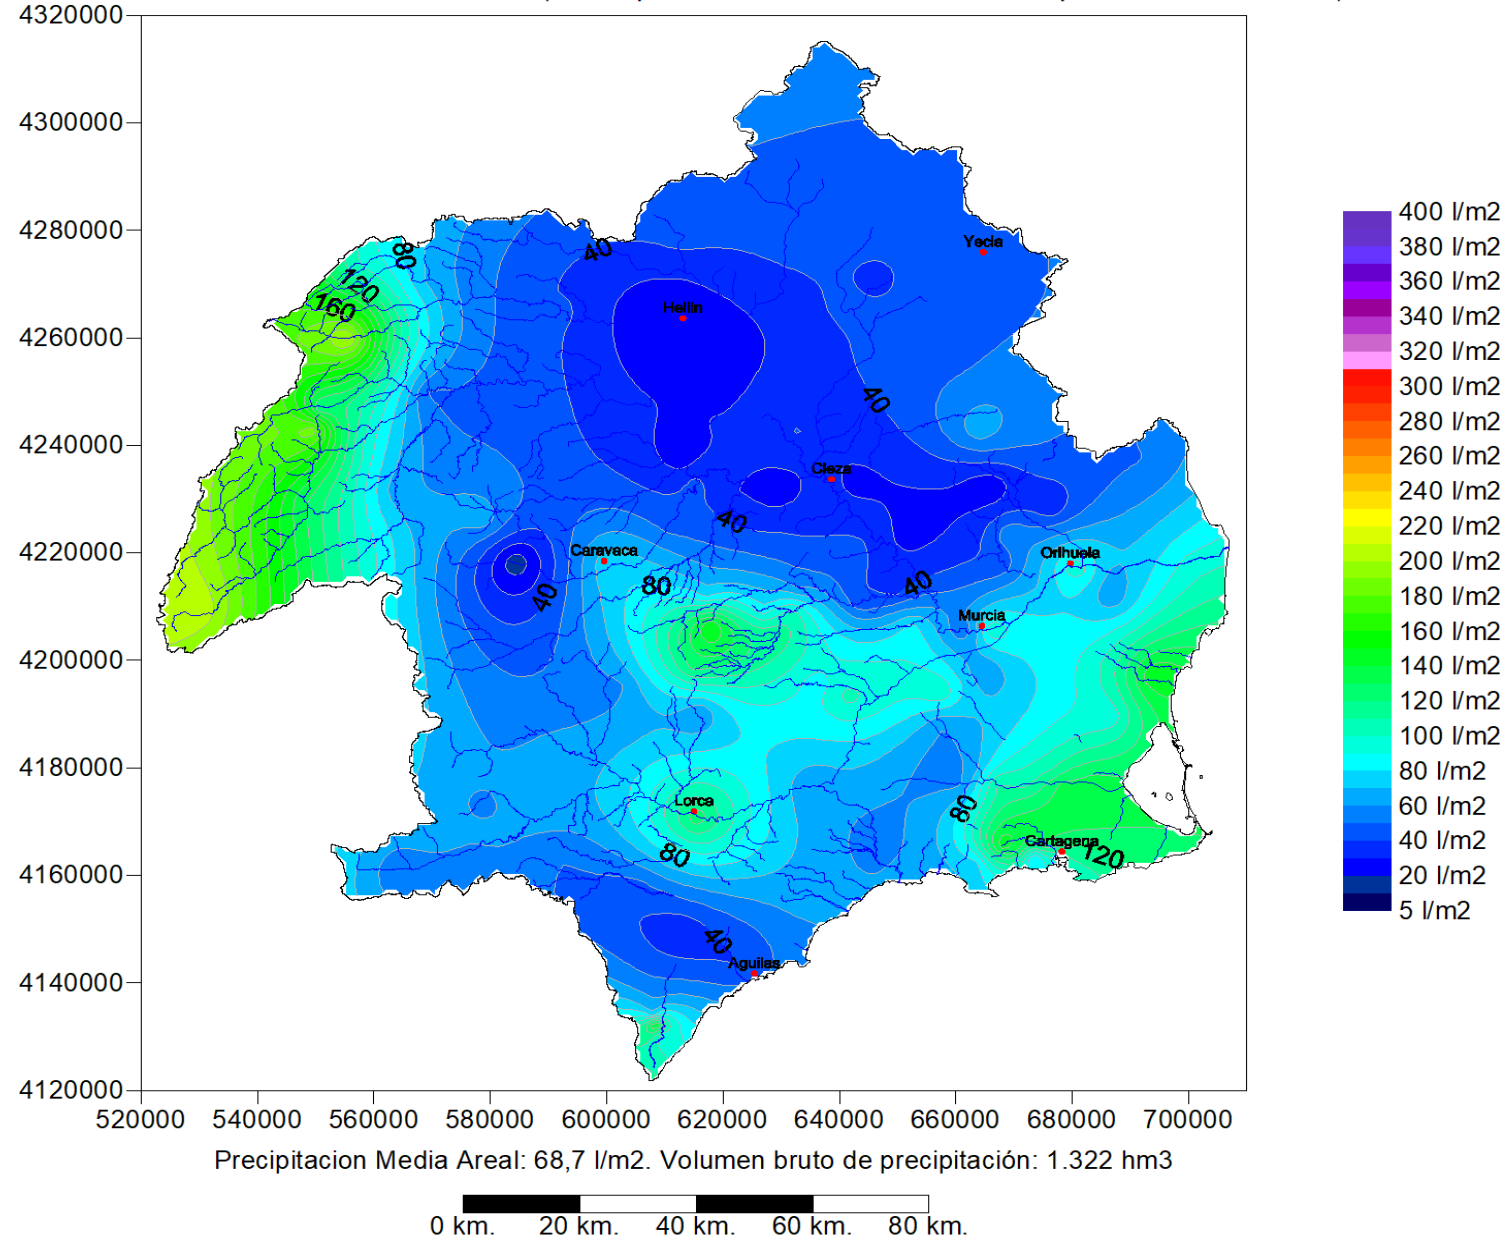 4320000
4300000
4280000
4260000
4240000
4220000
4200000
4180000
4160000
4140000
4120000
520000 540000 560000 580000 600000 620000 640000 660000 680000 700000
Yecla
40
80
120
160
Hellin
40
Cieza
40
Caravaca
Orihuela
80
40
40
Murcia
Lorca
80
80
Cartagena
120
40
Aguilas
400 l/m2
380 l/m2
360 l/m2
340 l/m2
320 l/m2
300 l/m2
280 l/m2
260 l/m2
240 l/m2
220 l/m2
200 l/m2
180 l/m2
160 l/m2
140 l/m2
120 l/m2
100 l/m2
80 l/m2
60 l/m2
40 l/m2
20 l/m2
5 l/m2
Precipitacion Media Areal: 68,7 l/m2. Volumen bruto de precipitación: 1.322 hm3
0 km. 20 km. 40 km. 60 km. 80 km.